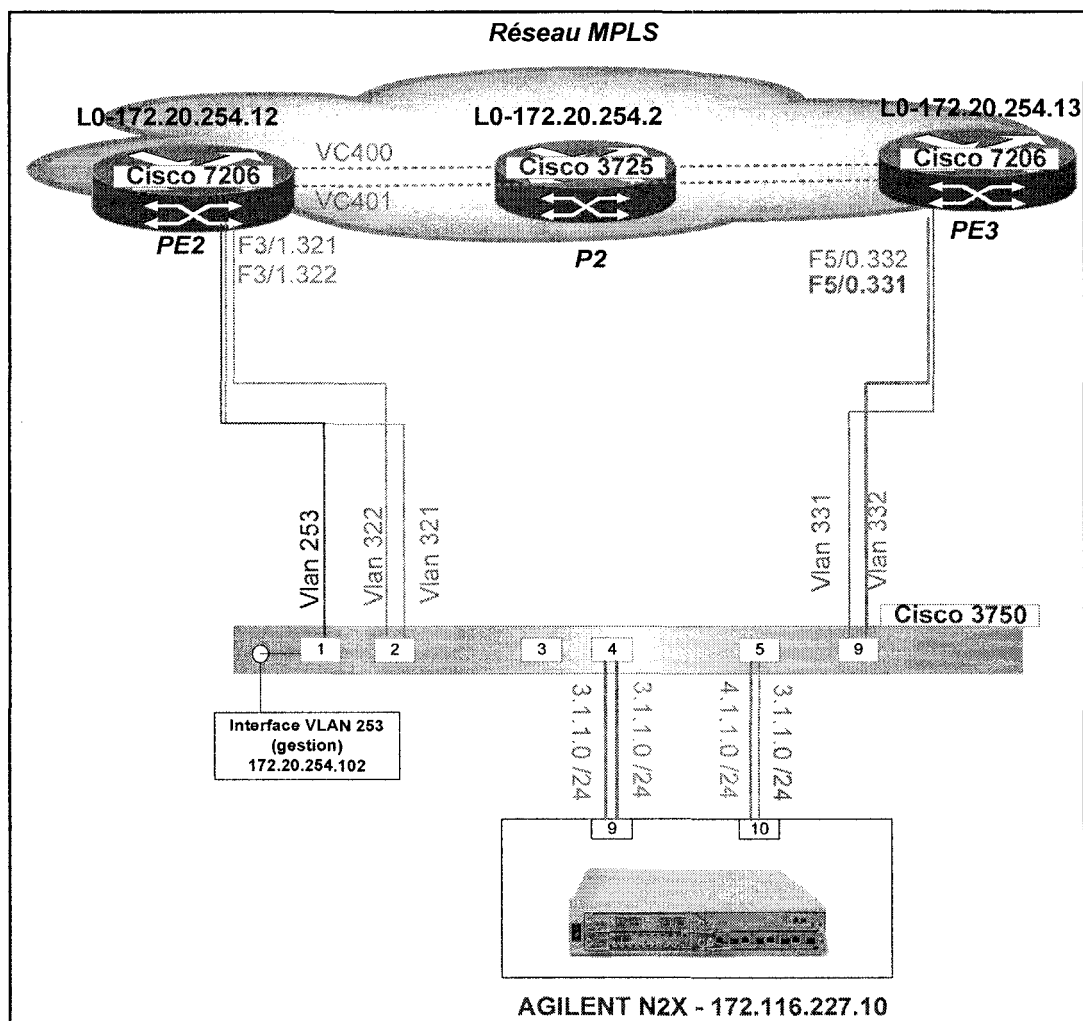 Réseau MPLS
L0-172.20.254.12
L0-172.20.254.2
L0-172.20.254.13
VC400
VC401
Cisco 7206
Cisco 3725
Cisco 7206
PE2
P2
PE3
F3/1.321
F3/1.322
F5/0.332
F5/0.331
Vlan 253
Vlan 322
Vlan 321
Vlan 331
Vlan 332
Cisco 3750
1
2
3
4
5
9
Interface VLAN 253
(gestion)
172.20.254.102
3.1.1.0 /24
3.1.1.0 /24
4.1.1.0 /24
3.1.1.0 /24
9
10
AGILENT N2X - 172.116.227.10